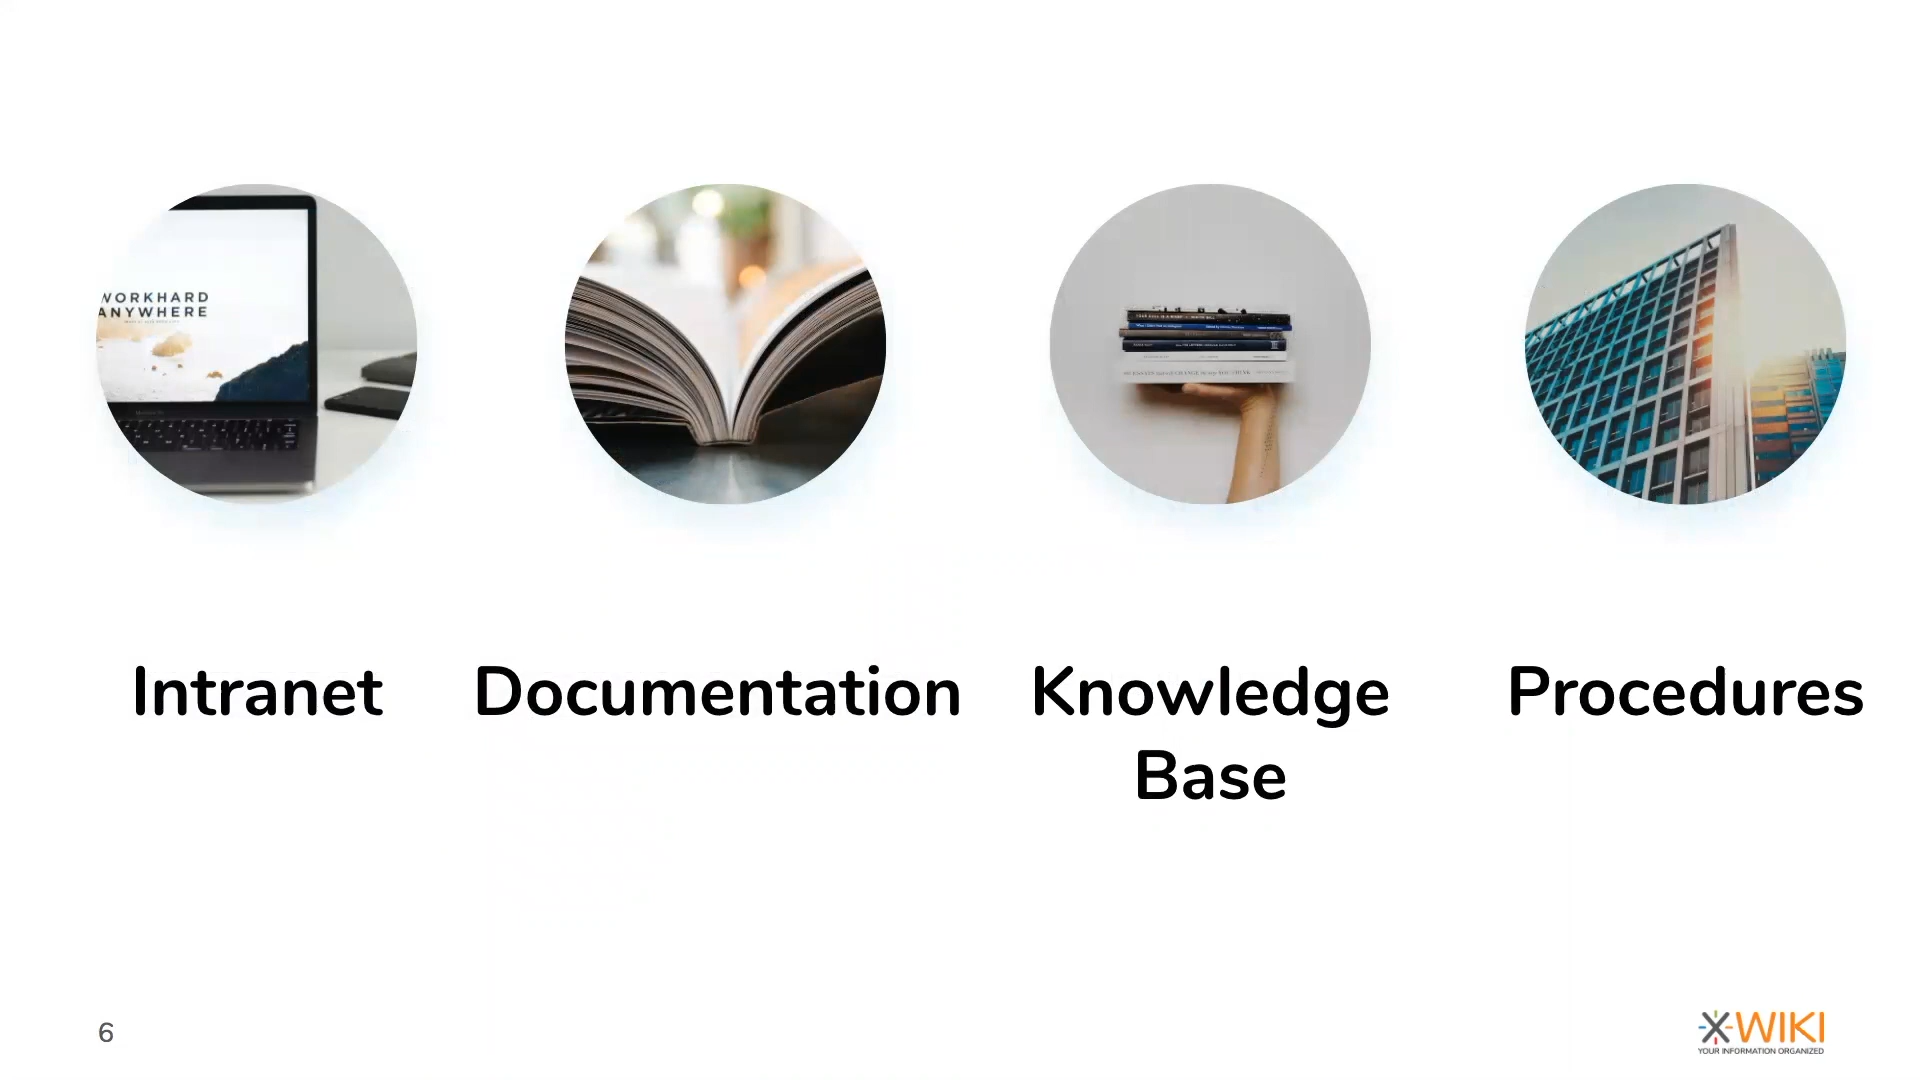 WORKHARD
ANYWHERE
Intranet
Documentation
Knowledge
Base
Procedures
6
XWIKI
YOUR INFORMATION ORGANIZED